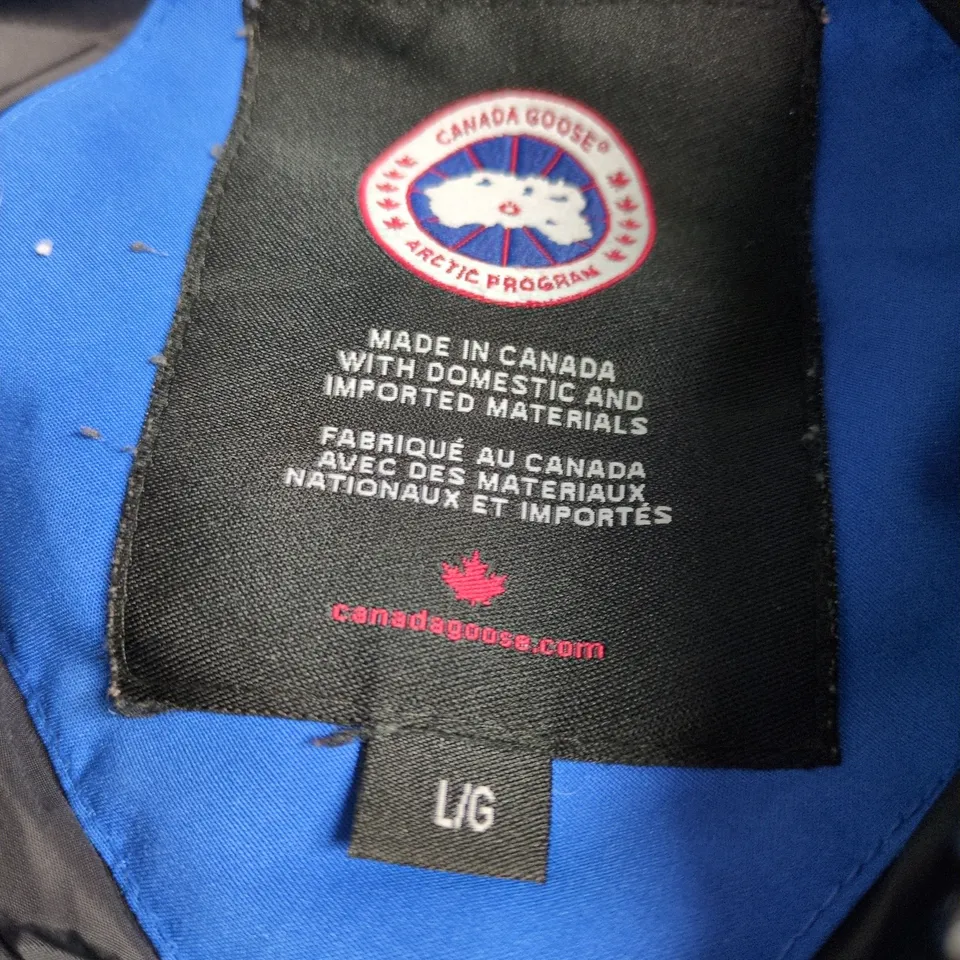 CANADA GOOSE®
ARCTIC PROGRAM
MADE IN CANADA
WITH DOMESTIC AND
IMPORTED MATERIALS
FABRIQUÉ AU CANADA
AVEC DES MATERIAUX
NATIONAUX ET IMPORTÉS
canadagoose.com
L/G